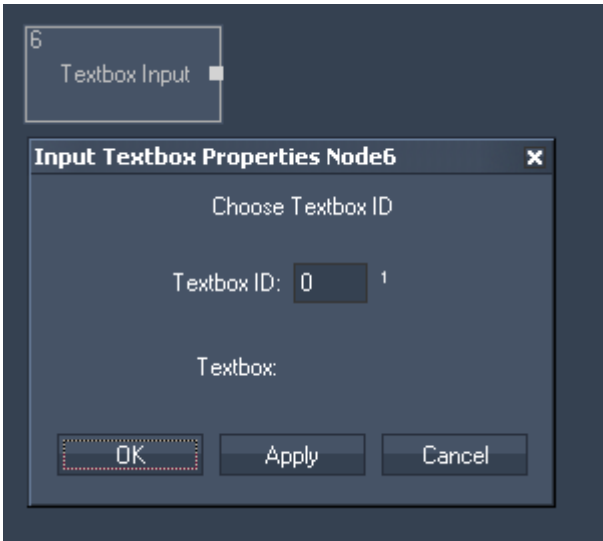 6
Textbox Input
Input Textbox Properties Node6
Choose Textbox ID
Textbox ID: 0 1
Textbox:
OK Apply Cancel